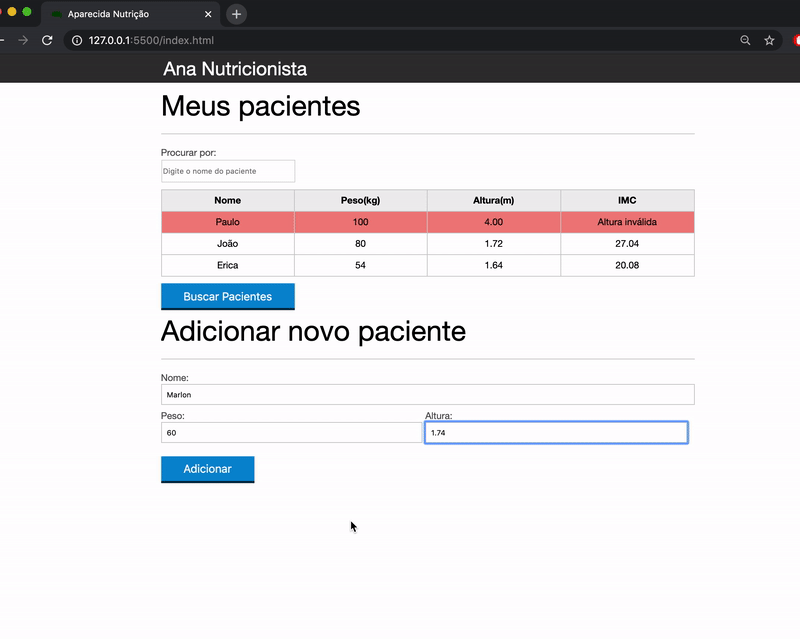 Aparecida Nutrição
127.0.0.1:5500/index.html
Ana Nutricionista
Meus pacientes
Procurar por:
Digite o nome do paciente
Nome Peso(kg) Altura(m) IMC
Paulo 100 4.00 Altura inválida
João 80 1.72 27.04
Erica 54 1.64 20.08
Buscar Pacientes
Adicionar novo paciente
Nome:
Marlon
Peso: Altura:
60 1.74
Adicionar